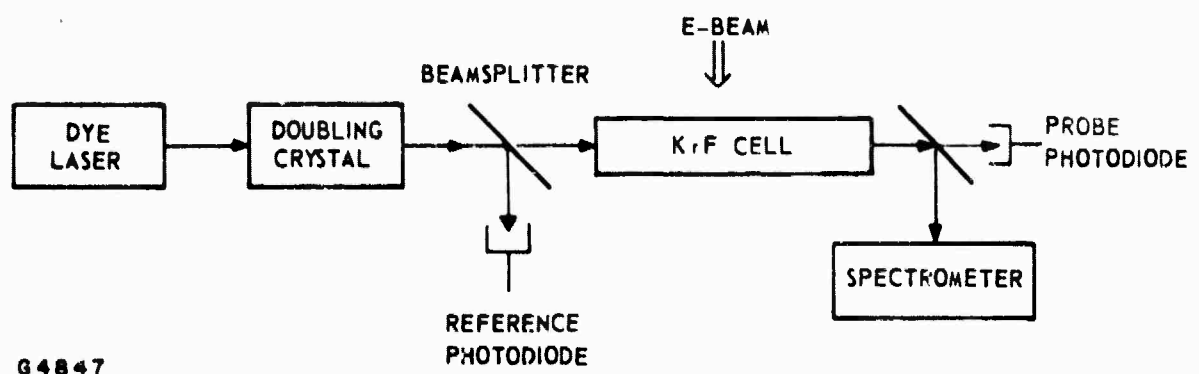 E-BEAM
BEAMSPLITTER
DYE
LASER
DOUBLING
CRYSTAL
KrF CELL
PROBE
PHOTODIODE
SPECTROMETER
REFERENCE
PHOTODIODE
G4847